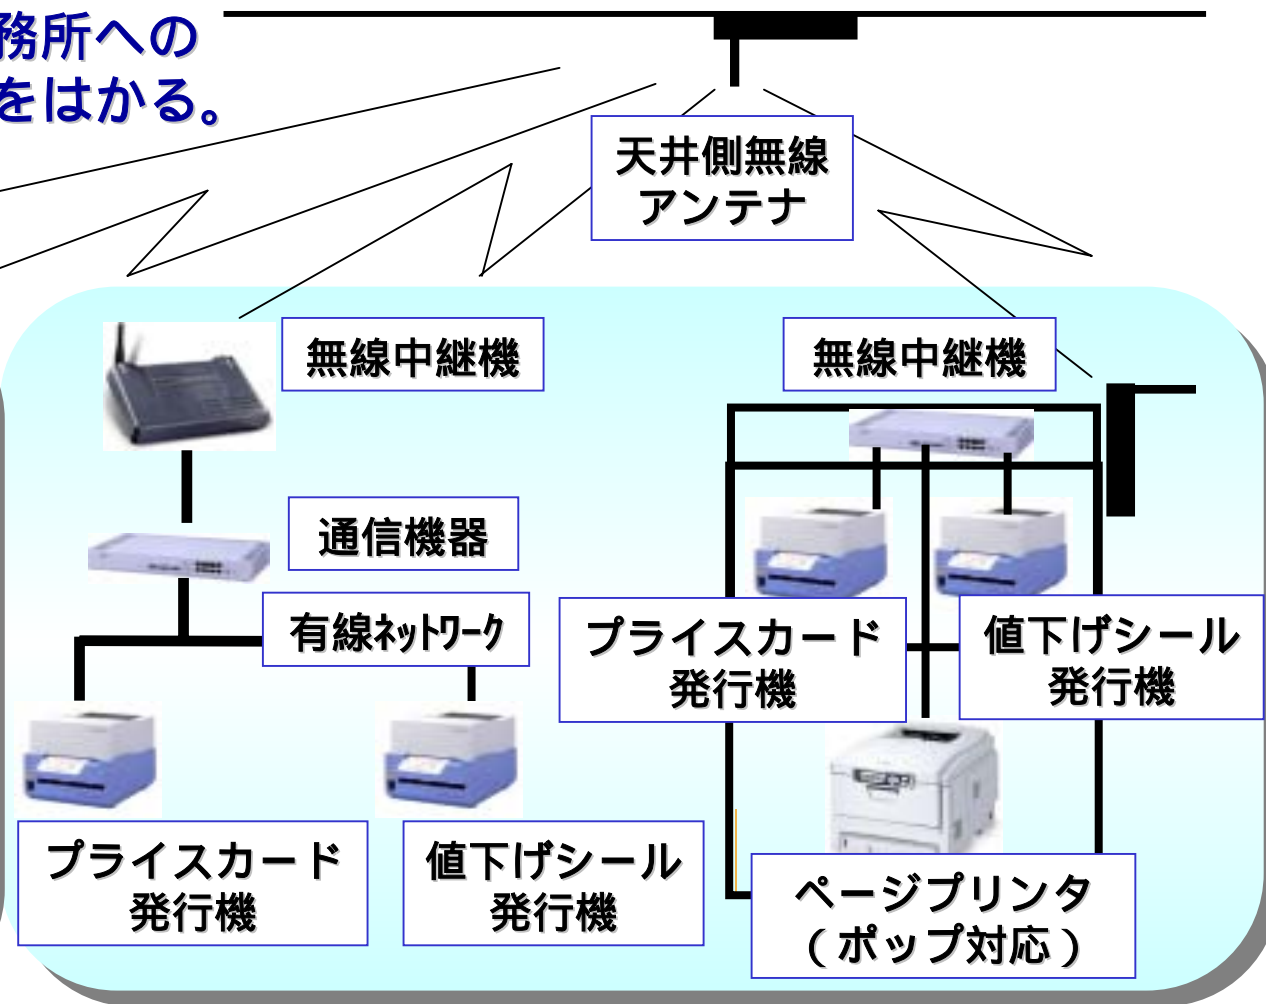 務所への
をはかる。
天井側無線
アンテナ
無線中継機
無線中継機
通信機器
有線ﾈｯﾄﾜｰｸ
プライスカード
発行機
値下げシール
発行機
プライスカード
発行機
値下げシール
発行機
ページプリンタ
（ポップ対応）